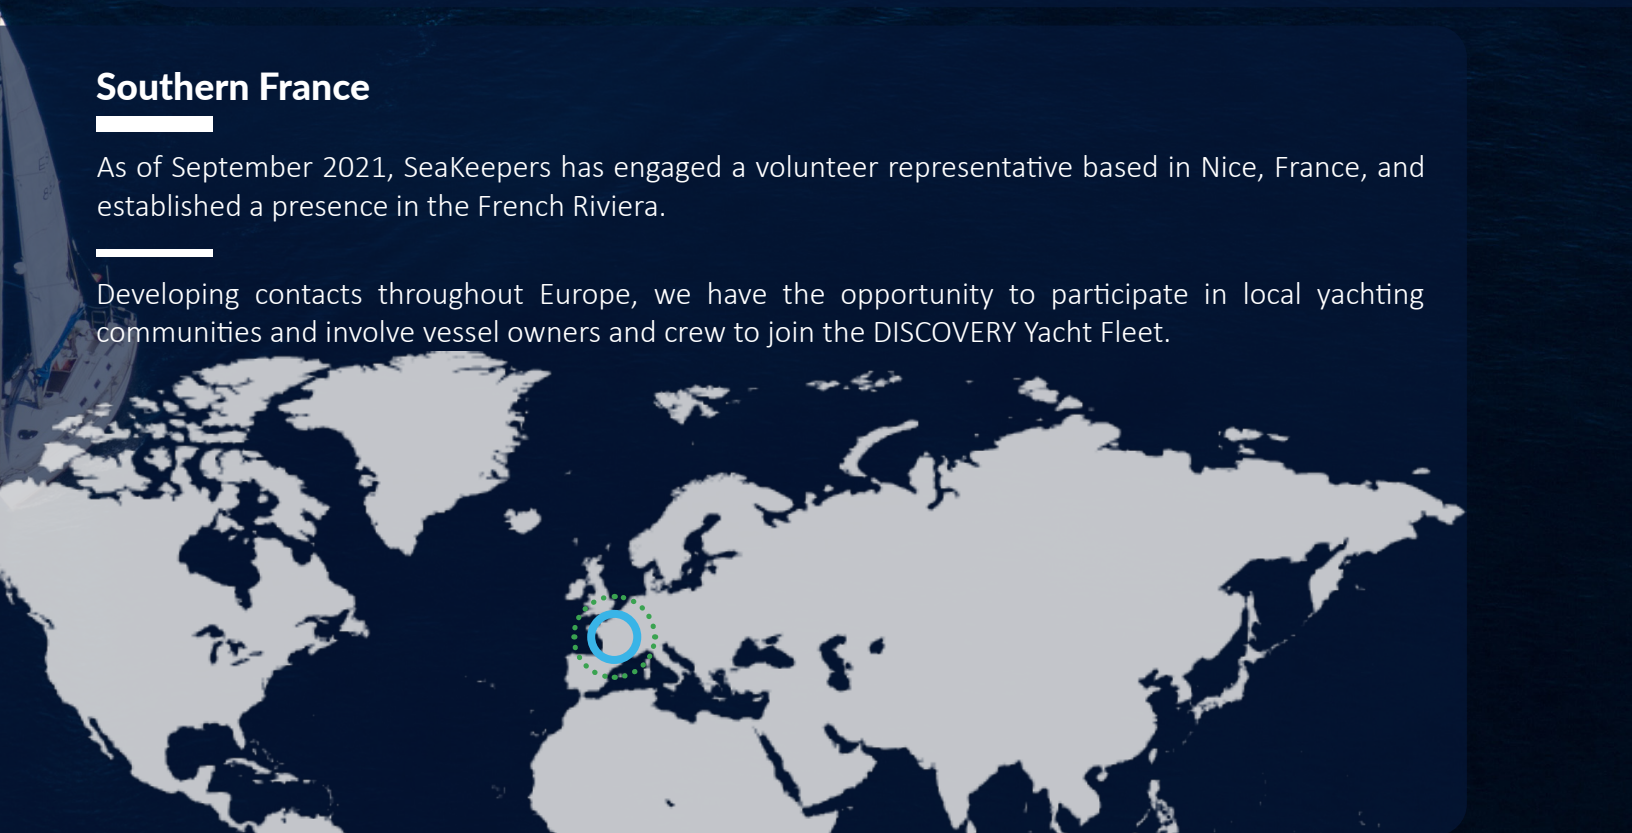 Southern France
As of September 2021, SeaKeepers has engaged a volunteer representative based in Nice, France, and
established a presence in the French Riviera.
Developing contacts throughout Europe, we have the opportunity to participate in local yachting
communities and involve vessel owners and crew to join the DISCOVERY Yacht Fleet.